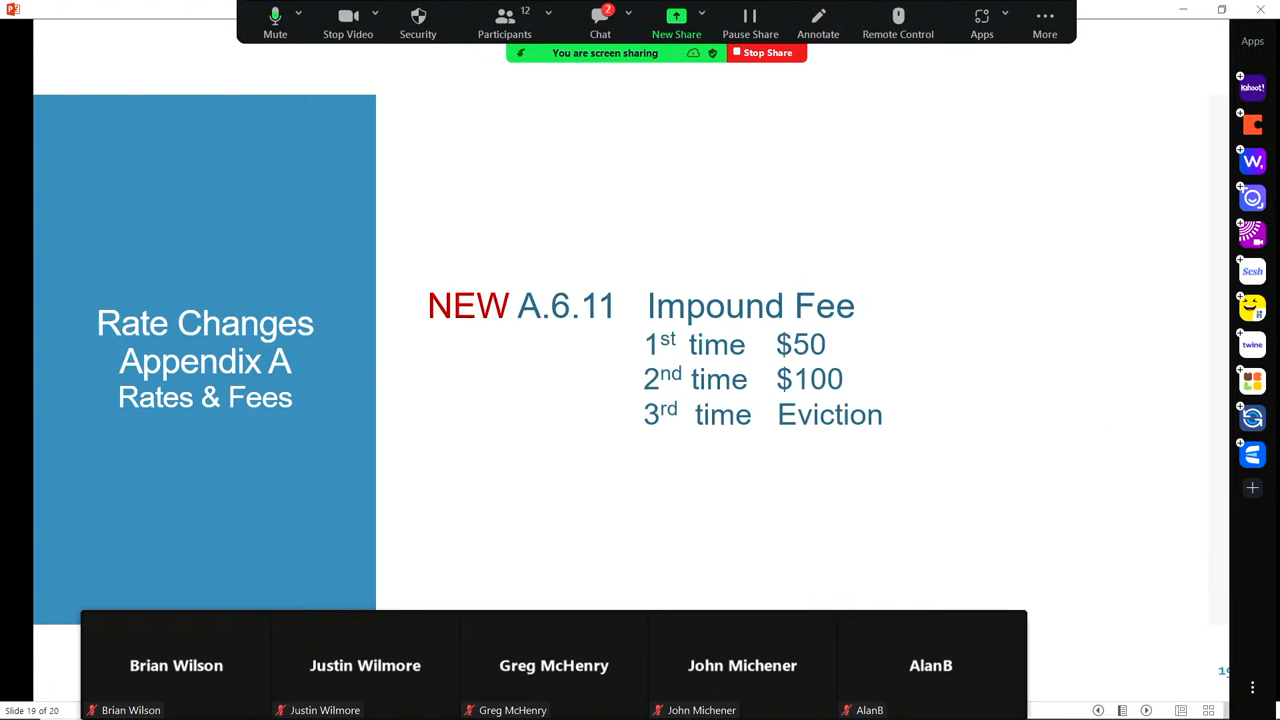 12
2
Mute
Stop Video
Security
Participants
Chat
New Share
Pause Share
Annotate
Remote Control
Apps
More
You are screen sharing
Stop Share
Apps
Kahoot!
W,
Sesh
twine
Rate Changes
Appendix A
Rates & Fees
NEW A.6.11 Impound Fee
1st time $50
2nd time $100
3rd time Eviction
Brian Wilson
Justin Wilmore
Greg McHenry
John Michener
AlanB
Brian Wilson
Justin Wilmore
Greg McHenry
John Michener
AlanB
Slide 19 of 20